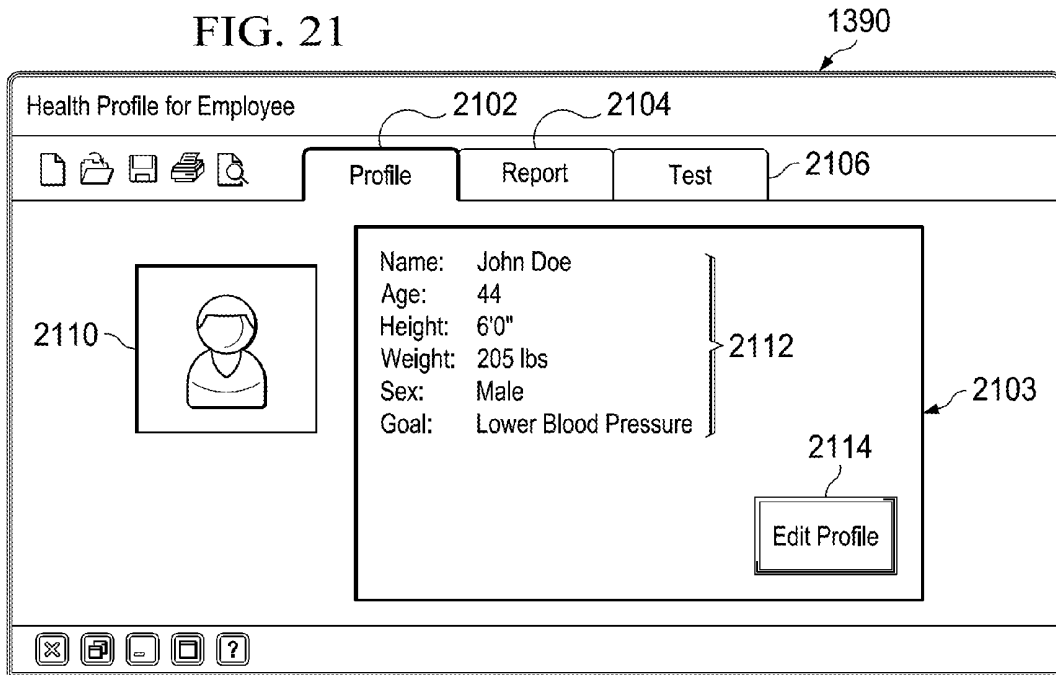 FIG. 21
1390
Health Profile for Employee
2102
2104
Profile
Report
Test
2106
2110
Name: John Doe
Age: 44
Height: 6'0"
Weight: 205 lbs
Sex: Male
Goal: Lower Blood Pressure
2112
2103
2114
Edit Profile
?